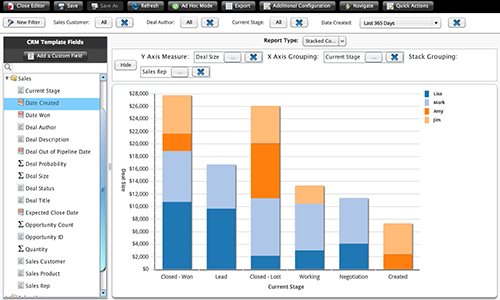 Close Editor Save Save As Refresh Ad Hoc Mode Export Additional Configuration Navigate Quick Actions
New Filter Sales Customer: All Deal Author: All Current Stage: All Date Created: Last 365 Days
Report Type: Stacked Co...
CRM Template Fields
Add a Custom Field
Hide Y Axis Measure: Deal Size ... X Axis Grouping: Current Stage ... Stack Grouping:
Sales Rep ...
Sales
Current Stage
Date Created
Date Won
Deal Author
Deal Description
Deal Out of Pipeline Date
Deal Probability
Deal Size
Deal Status
Deal Title
Expected Close Date
Opportunity Count
Opportunity ID
Quantity
Sales Customer
Sales Product
Sales Rep
$28,000
$26,000
$24,000
$22,000
$20,000
$18,000
$16,000
$14,000
$12,000
$10,000
$8,000
$6,000
$4,000
$2,000
$0
Deal Size
Closed - Won Lead Closed - Lost Working Negotiation Created
Current Stage
Lisa
Mark
Amy
Jim